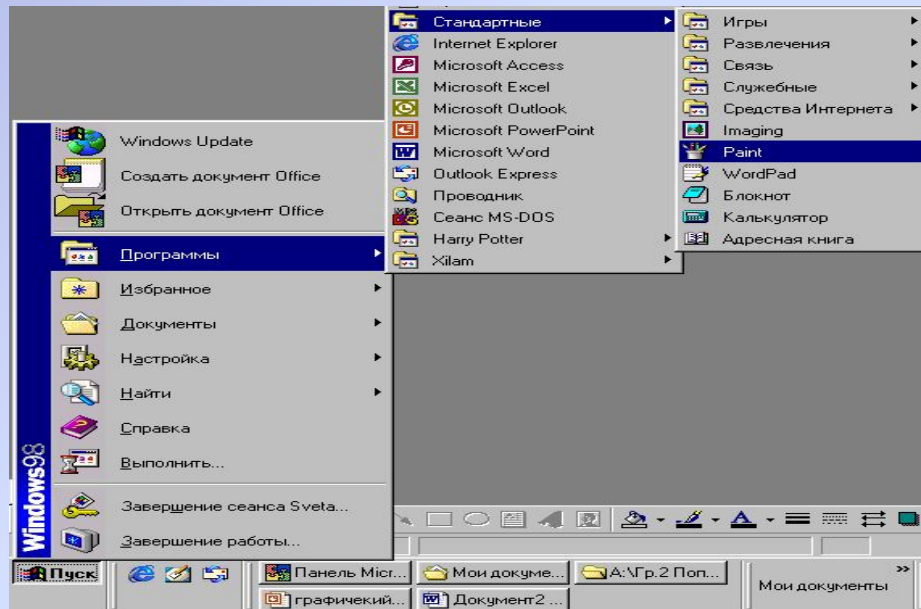 Windows Update
Создать документ Office
Открыть документ Office
Программы
Избранное
Документы
Настройка
Найти
Справка
Выполнить...
Завершение сеанса Sveta...
Завершение работы...
Windows98
Стандартные
Internet Explorer
Microsoft Access
Microsoft Excel
Microsoft Outlook
Microsoft PowerPoint
Microsoft Word
Outlook Express
Проводник
Сеанс MS-DOS
Harry Potter
Xilam
Игры
Развлечения
Связь
Служебные
Средства Интернета
Imaging
Paint
WordPad
Блокнот
Калькулятор
Адресная книга
Пуск
Панель Micr...
Мои докуме...
A:\Гр.2 Поп...
Мои документы
графичекий...
Документ2 ...